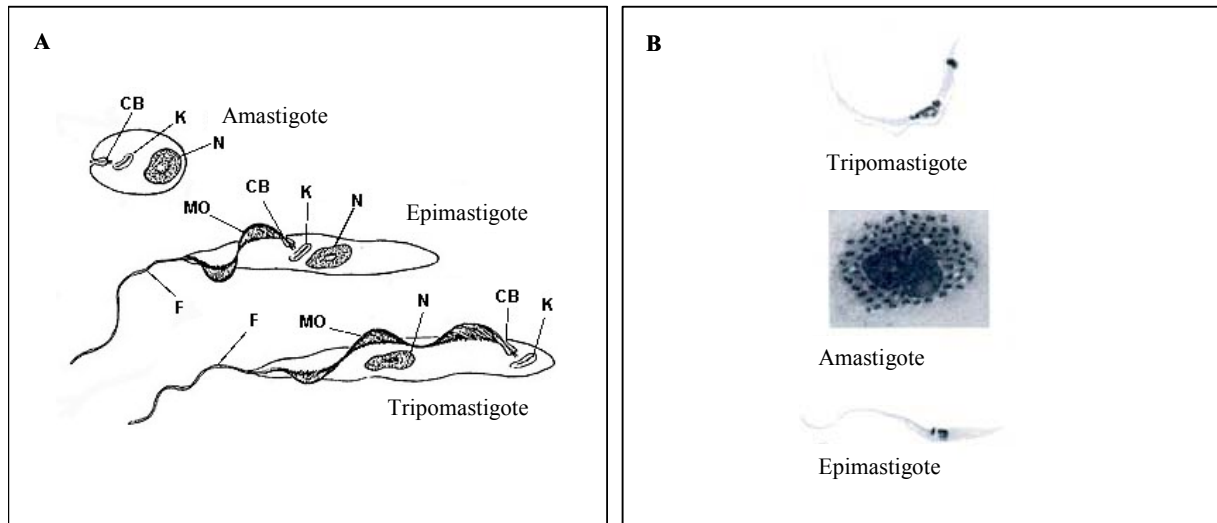 A
CB
K
Amastigote
N
CB
K
N
MO
Epimastigote
F
F
MO
N
CB
K
Tripomastigote
B
Tripomastigote
Amastigote
Epimastigote